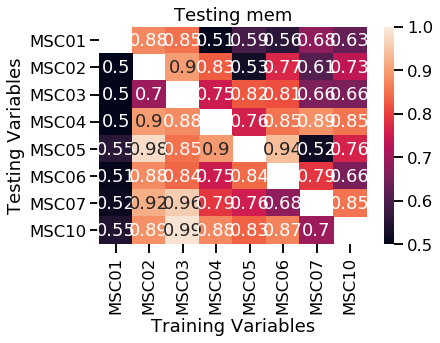 Testing mem
MSC01 0.88 0.85 0.51 0.59 0.56 0.68 0.63
MSC02 0.5 0.9 0.83 0.53 0.77 0.61 0.73
MSC03 0.5 0.7 0.75 0.82 0.81 0.66 0.66
MSC04 0.5 0.9 0.88 0.76 0.85 0.89 0.85
MSC05 0.55 0.98 0.85 0.9 0.94 0.52 0.76
MSC06 0.51 0.88 0.84 0.75 0.84 0.79 0.66
MSC07 0.52 0.92 0.96 0.79 0.76 0.68 0.85
MSC10 0.55 0.89 0.99 0.88 0.83 0.87 0.7
Testing Variables
MSC01 MSC02 MSC03 MSC04 MSC05 MSC06 MSC07 MSC10
Training Variables
1.0
0.9
0.8
0.7
0.6
0.5